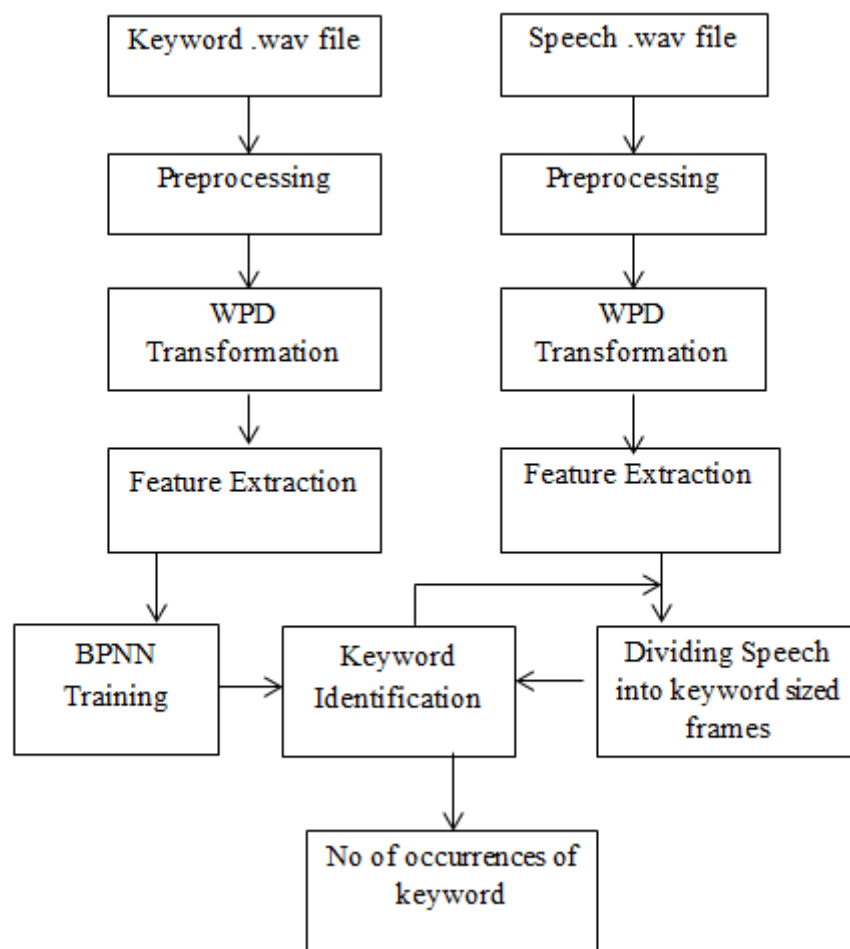 Keyword .wav file
Speech .wav file
Preprocessing
Preprocessing
WPD
Transformation
WPD
Transformation
Feature Extraction
Feature Extraction
BPNN
Training
Keyword
Identification
Dividing Speech
into keyword sized
frames
No of occurrences of
keyword